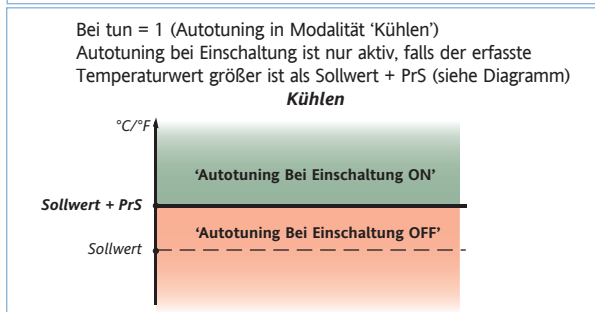 Bei tun = 1 (Autotuning in Modalität ‘Kühlen’)
Autotuning bei Einschaltung ist nur aktiv, falls der erfasste
Temperaturwert größer ist als Sollwert + PrS (siehe Diagramm)
Kühlen
°C/°F
‘Autotuning Bei Einschaltung ON’
Sollwert + PrS
‘Autotuning Bei Einschaltung OFF’
Sollwert